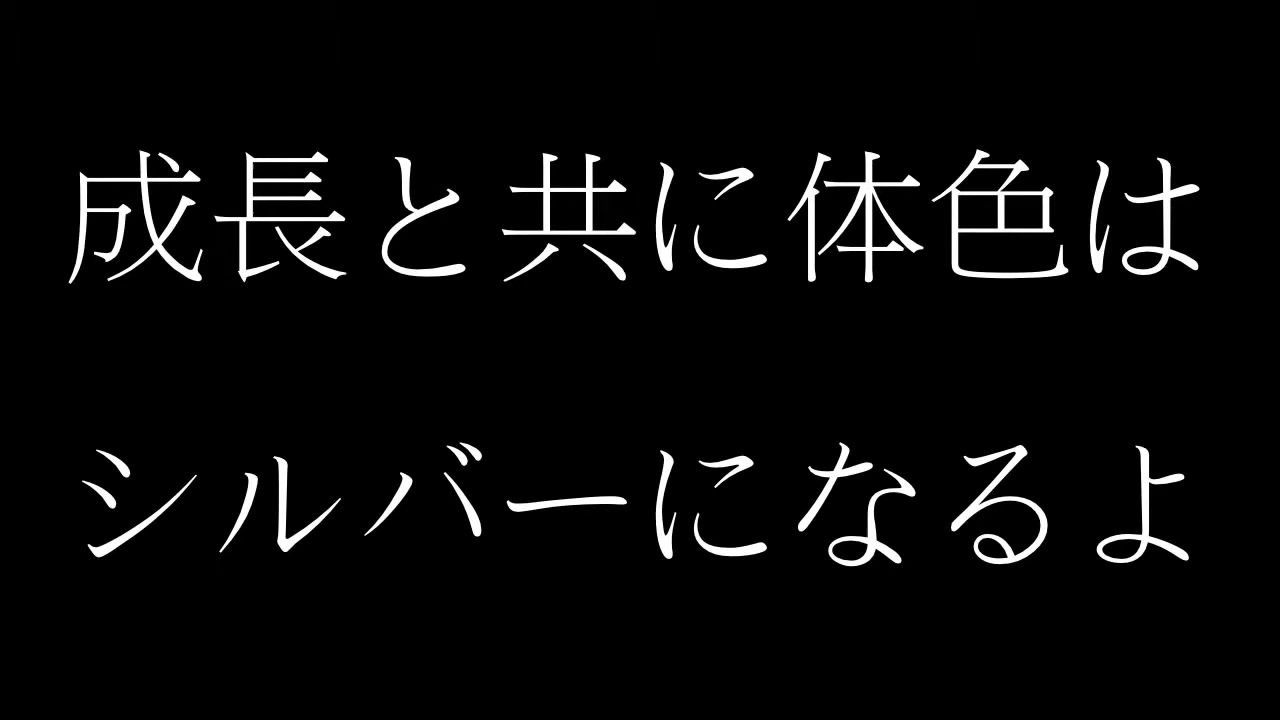 成長と共に体色は
シルバーになるよ